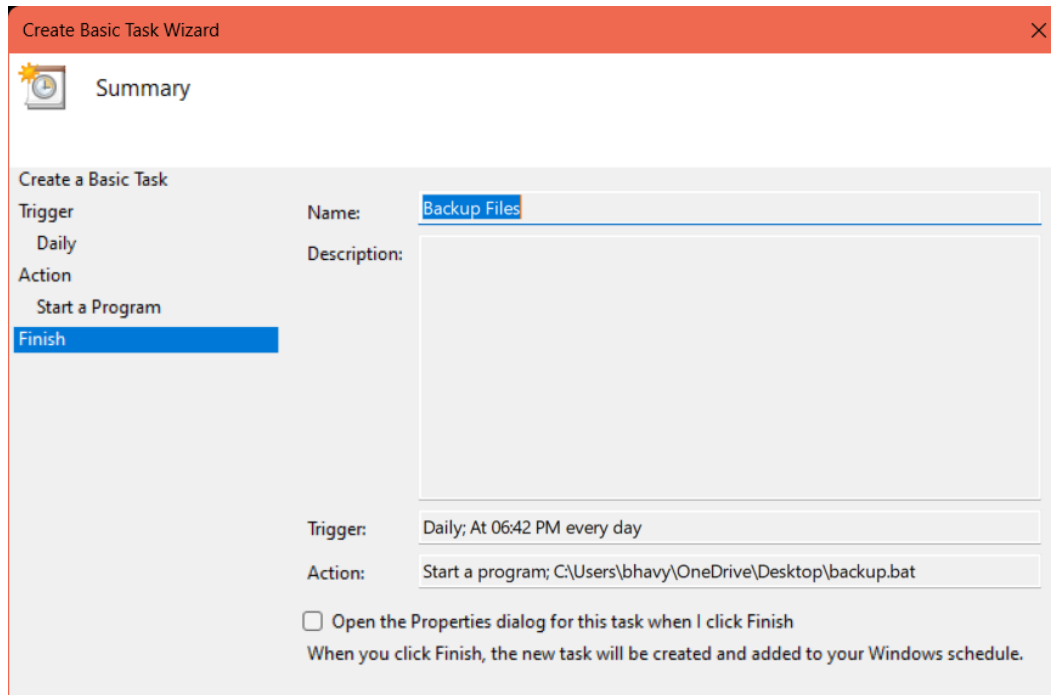 Create Basic Task Wizard
Summary
Create a Basic Task
Trigger
Daily
Action
Start a Program
Finish
Name: Backup Files
Description:
Trigger: Daily; At 06:42 PM every day
Action: Start a program; C:\Users\bhavy\OneDrive\Desktop\backup.bat
Open the Properties dialog for this task when I click Finish
When you click Finish, the new task will be created and added to your Windows schedule.